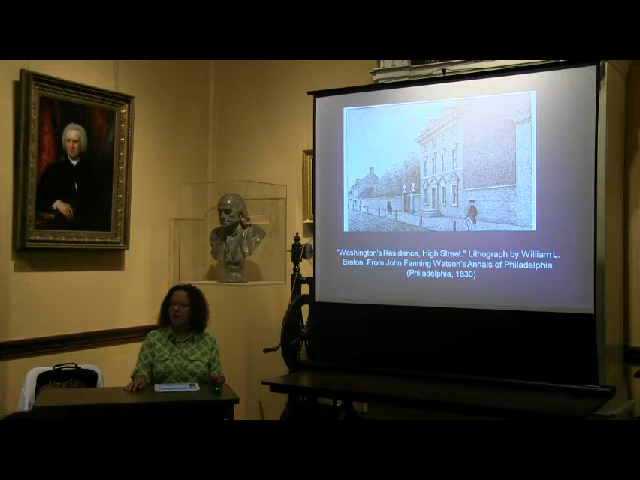 "Washington's Residence, High Street." Lithograph by William L.
Breton. From John Fanning Watson's Annals of Philadelphia
(Philadelphia, 1830)